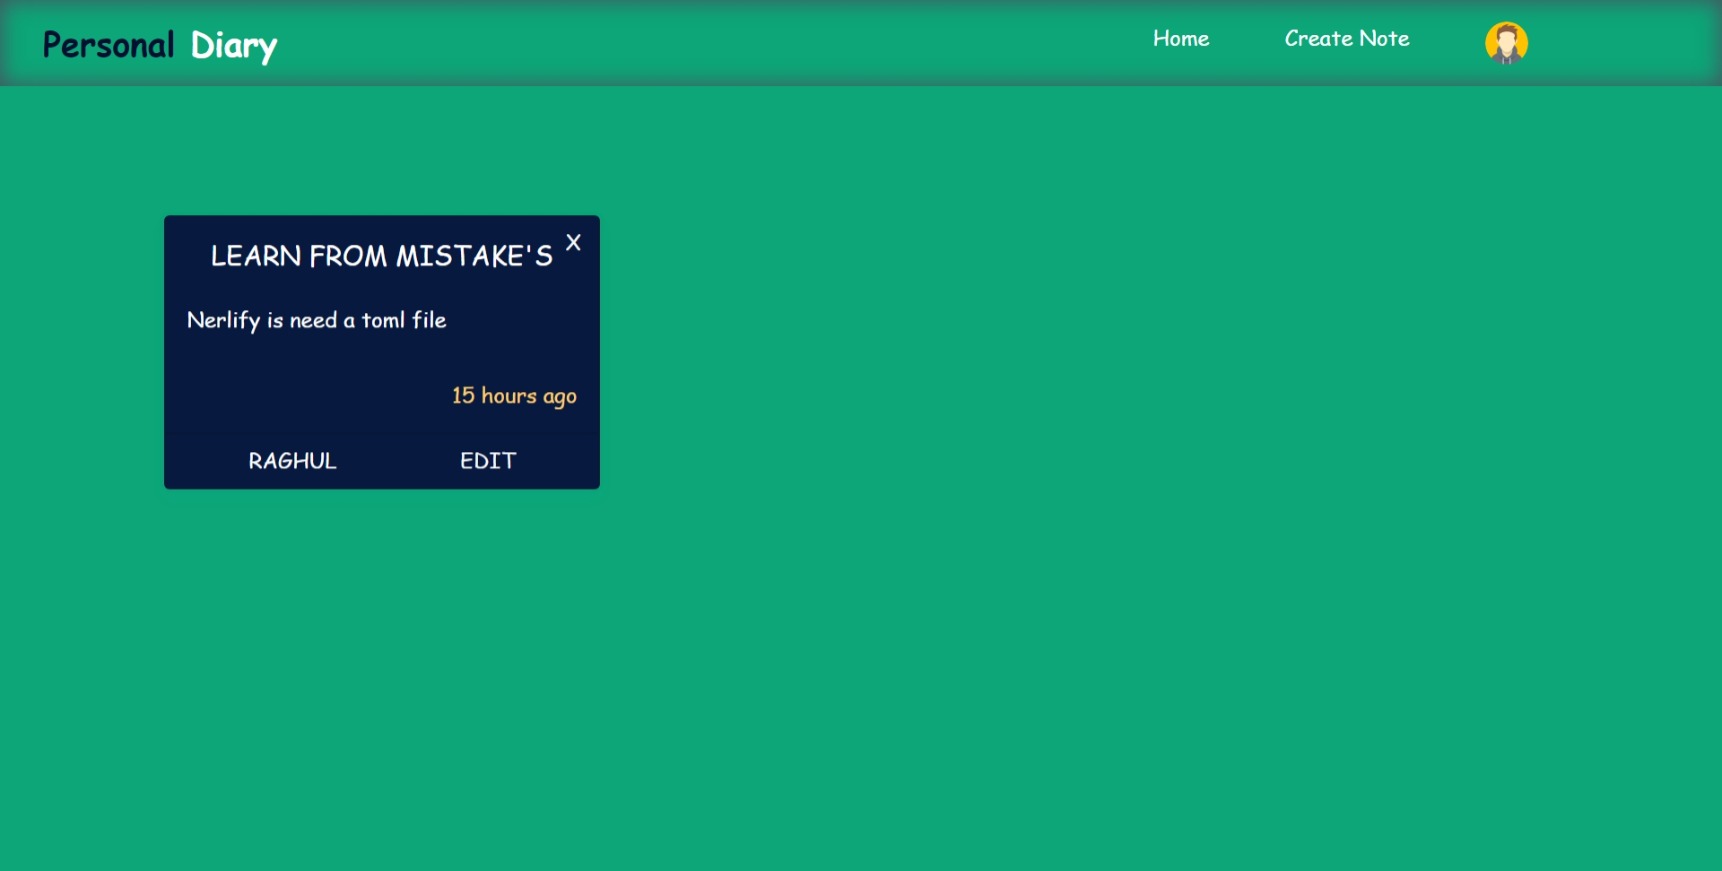 Personal Diary
Home
Create Note
LEARN FROM MISTAKE'S
X
Nerlify is need a toml file
15 hours ago
RAGHUL
EDIT